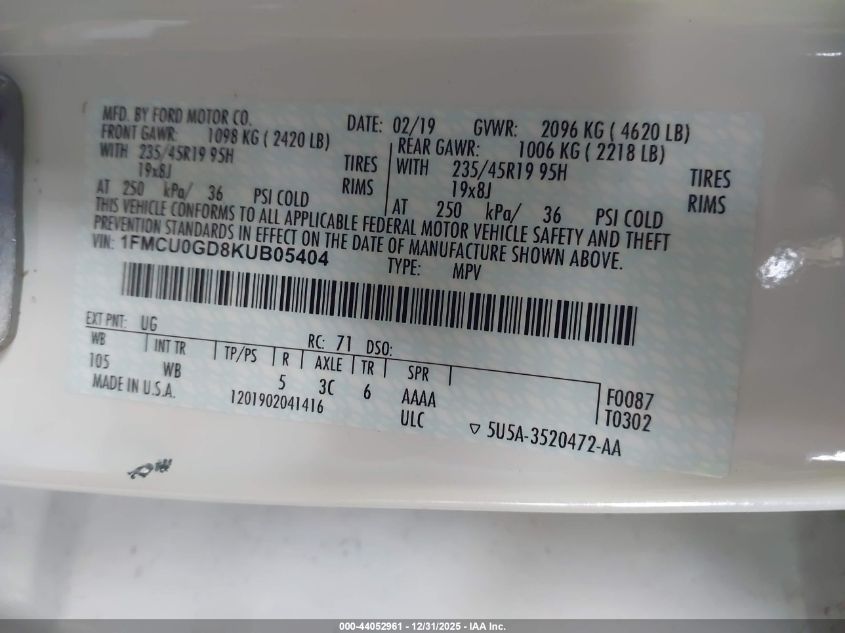 MFD. BY FORD MOTOR CO.
DATE: 02/19 GVWR: 2096 KG ( 4620 LB)
FRONT GAWR: 1098 KG ( 2420 LB)
WITH 235/45R19 95H TIRES
19x8J RIMS
AT 250 kPa/ 36 PSI COLD
REAR GAWR: 1006 KG ( 2218 LB)
WITH 235/45R19 95H TIRES
19x8J RIMS
AT 250 kPa/ 36 PSI COLD
THIS VEHICLE CONFORMS TO ALL APPLICABLE FEDERAL MOTOR VEHICLE SAFETY AND THEFT
PREVENTION STANDARDS IN EFFECT ON THE DATE OF MANUFACTURE SHOWN ABOVE.
VIN: 1FMCU0GD8KUB05404
TYPE: MPV
EXT PNT: UG RC: 71 DSO:
WB INT TR TP/PS R AXLE TR SPR
105 WB 5 3C 6 AAAA F0087
MADE IN U.S.A. 1201902041416 ULC T0302
▽ 5U5A-3520472-AA
000-44052961 - 12/31/2025 - IAA Inc.